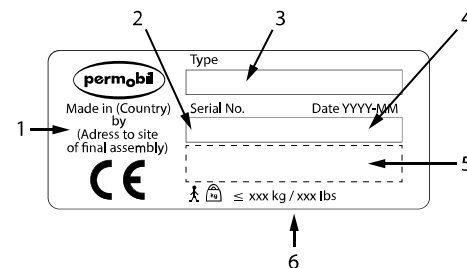 2
3
4
Type
permobil
Made in (Country)
by
(Adress to site
of final assembly)
CE
1
Serial No. Date YYYY-MM
5
kg
≤ xxx kg / xxx lbs
6